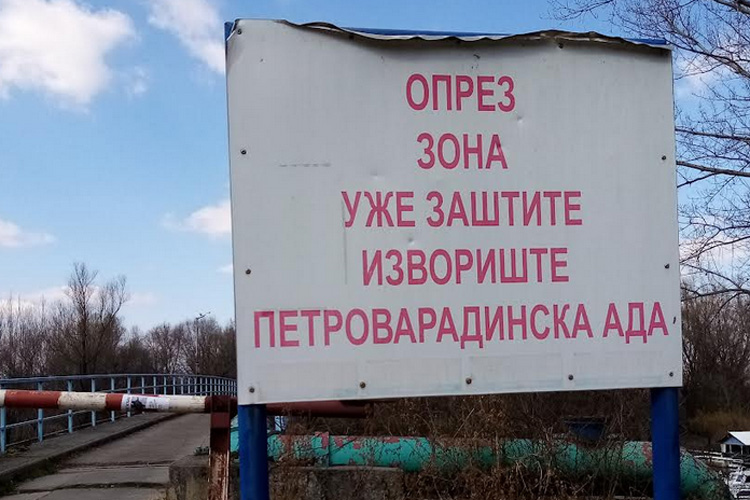 ОПРЕЗ
ЗОНА
УЖЕ ЗАШТИТЕ
ИЗВОРИШТЕ
ПЕТРОВАРАДИНСКА АДА